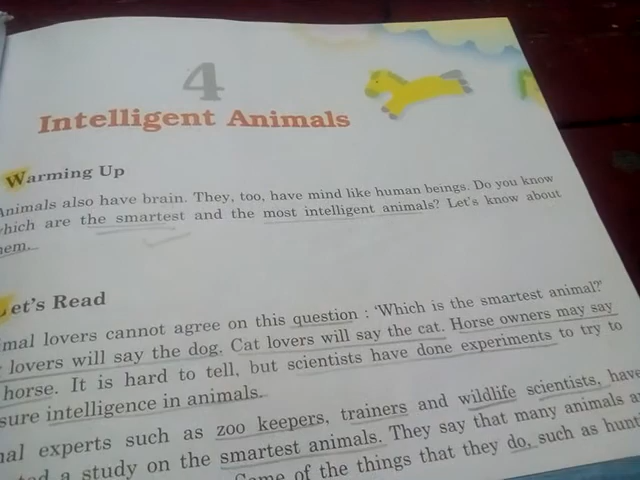 4
Intelligent Animals
Warming Up
Animals also have brain. They, too, have mind like human beings. Do you know
which are the smartest and the most intelligent animals? Let's know about
em.
Let's Read
mal lovers cannot agree on this question : 'Which is the smartest animal?'
lovers will say the dog. Cat lovers will say the cat. Horse owners may say
horse. It is hard to tell, but scientists have done experiments to try to
sure intelligence in animals.
al experts such as zoo keepers, trainers and wildlife scientists, have
ted a study on the smartest animals. They say that many animals a
Some of the things that they do, such as hunt